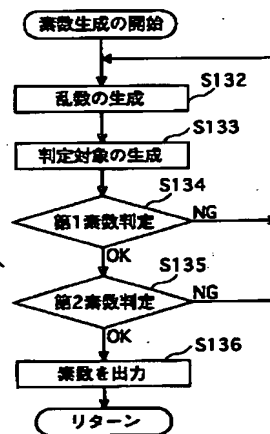 素数生成の開始
S132
乱数の生成
S133
判定対象の生成
S134
第1素数判定
NG
OK
S135
第2素数判定
NG
OK
S136
素数を出力
リターン